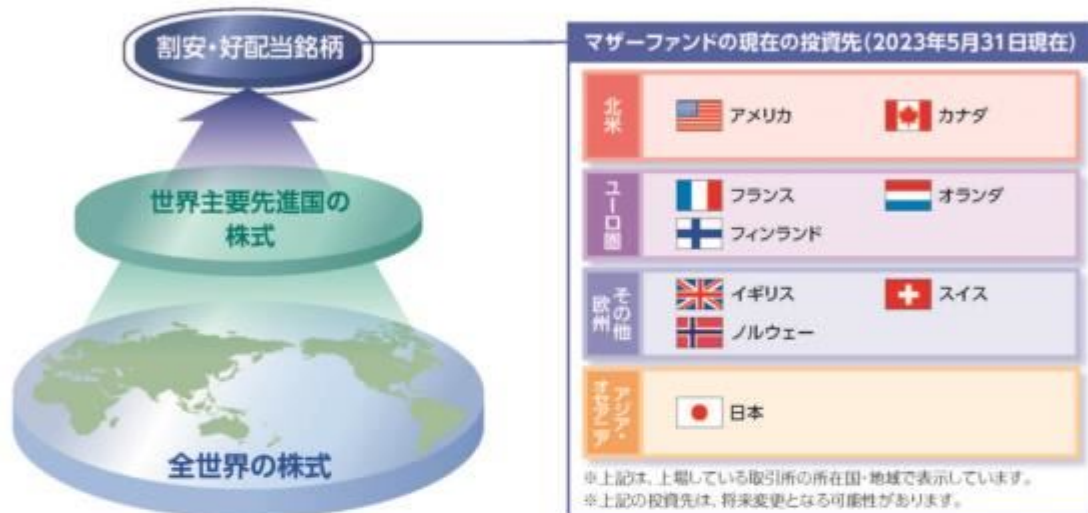 割安・好配当銘柄
世界主要先進国の
株式
全世界の株式
マザーファンドの現在の投資先(2023年5月31日現在)
北米
アメリカ
カナダ
ユーロ圏
フランス
オランダ
フィンランド
その他
欧州
イギリス
スイス
ノルウェー
アジア・
オセアニア
日本
※上記は、上場している取引所の所在国・地域で表示しています。
※上記の投資先は、将来変更となる可能性があります。